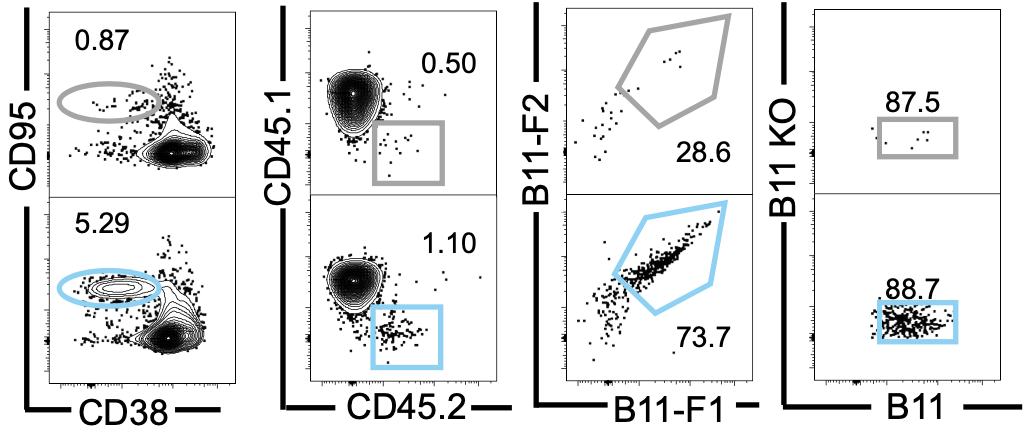 0.87
CD95
5.29
CD38
0.50
CD45.1
1.10
CD45.2
B11-F2
28.6
73.7
B11-F1
87.5
B11 KO
88.7
B11